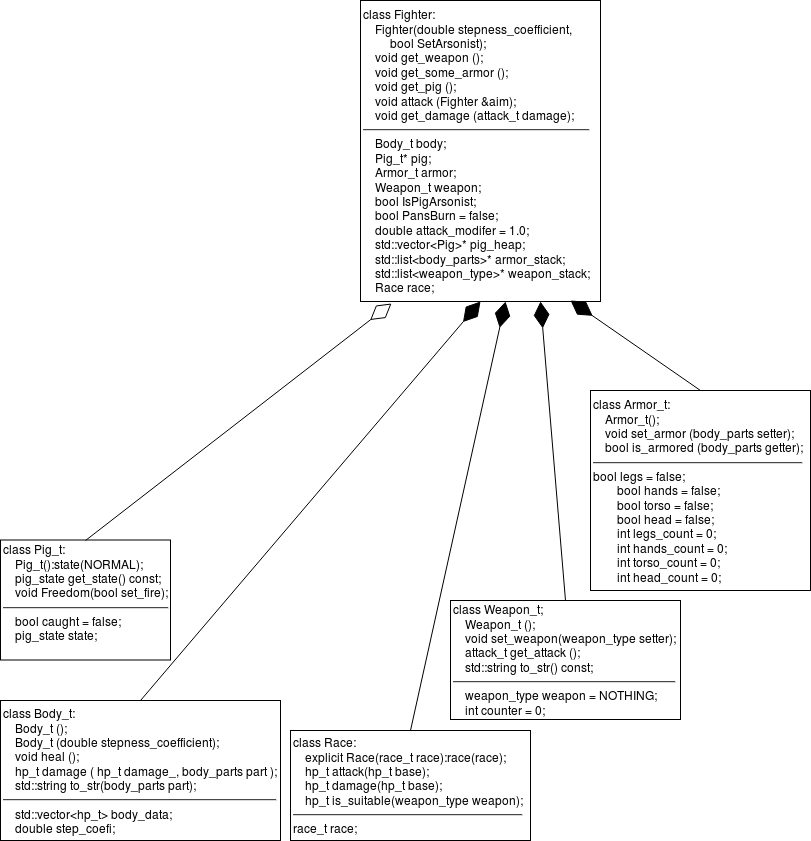 class Fighter:
Fighter(double stepness_coefficient,
bool SetArsonist);
void get_weapon ();
void get_some_armor ();
void get_pig ();
void attack (Fighter &aim);
void get_damage (attack_t damage);
Body_t body;
Pig_t* pig;
Armor_t armor;
Weapon_t weapon;
bool IsPigArsonist;
bool PansBurn = false;
double attack_modifer = 1.0;
std::vector<Pig>* pig_heap;
std::list<body_parts>* armor_stack;
std::list<weapon_type>* weapon_stack;
Race race;
class Armor_t:
Armor_t();
void set_armor (body_parts setter);
bool is_armored (body_parts getter);
bool legs = false;
bool hands = false;
bool torso = false;
bool head = false;
int legs_count = 0;
int hands_count = 0;
int torso_count = 0;
int head_count = 0;
class Pig_t:
Pig_t():state(NORMAL);
pig_state get_state() const;
void Freedom(bool set_fire);
bool caught = false;
pig_state state;
class Weapon_t;
Weapon_t ();
void set_weapon(weapon_type setter);
attack_t get_attack ();
std::string to_str() const;
weapon_type weapon = NOTHING;
int counter = 0;
class Body_t:
Body_t ();
Body_t (double stepness_coefficient);
void heal ();
hp_t damage ( hp_t damage_, body_parts part );
std::string to_str(body_parts part);
std::vector<hp_t> body_data;
double step_coefi;
class Race:
explicit Race(race_t race):race(race);
hp_t attack(hp_t base);
hp_t damage(hp_t base);
hp_t is_suitable(weapon_type weapon);
race_t race;